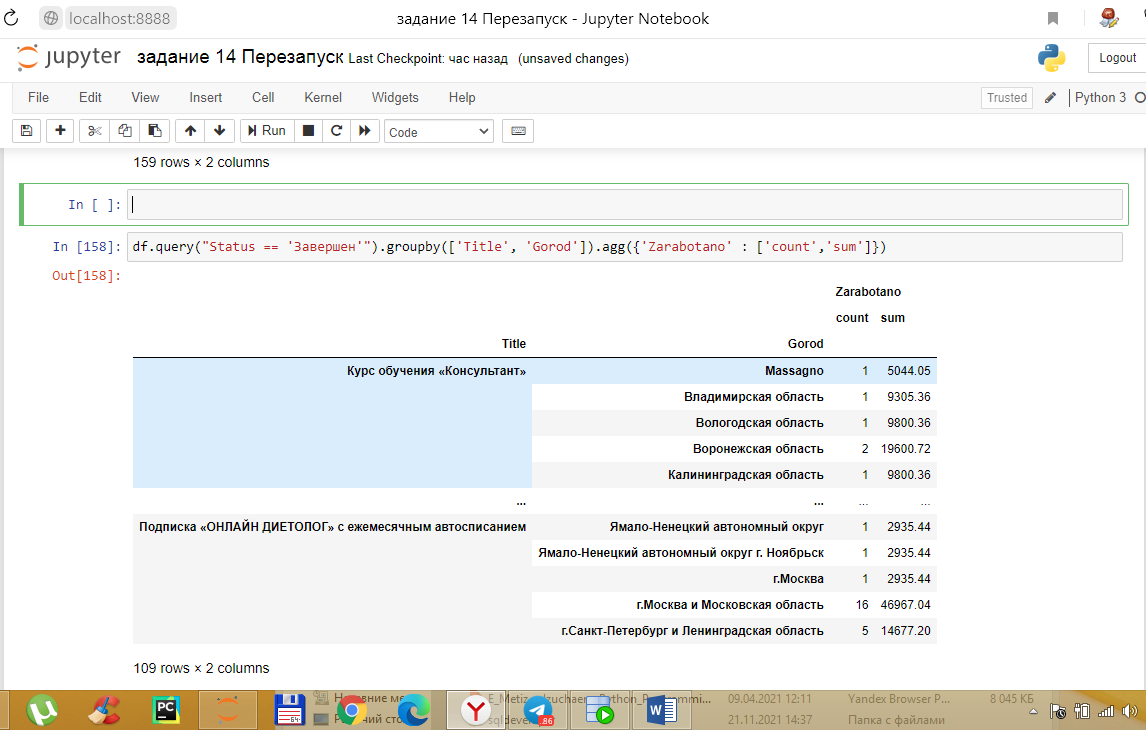 localhost:8888
задание 14 Перезапуск - Jupyter Notebook
jupyter задание 14 Перезапуск Last Checkpoint: час назад (unsaved changes)
Logout
File Edit View Insert Cell Kernel Widgets Help
Trusted Python 3
Run Code
159 rows × 2 columns
In [ ]:
In [158]: df.query("Status == 'Завершен'").groupby(['Title', 'Gorod']).agg({'Zarabotano' : ['count','sum']})
Out[158]:
Zarabotano
count sum
Title Gorod
Курс обучения «Консультант» Massagno 1 5044.05
Владимирская область 1 9305.36
Вологодская область 1 9800.36
Воронежская область 2 19600.72
Калининградская область 1 9800.36
... ... ... ...
Подписка «ОНЛАЙН ДИЕТОЛОГ» с ежемесячным автосписанием Ямало-Ненецкий автономный округ 1 2935.44
Ямало-Ненецкий автономный округ г. Ноябрьск 1 2935.44
г.Москва 1 2935.44
г.Москва и Московская область 16 46967.04
г.Санкт-Петербург и Ленинградская область 5 14677.20
109 rows × 2 columns
09.04.2021 12:11 Yandex Browser P... 8 045 КБ
21.11.2021 14:37 Папка с файлами
PC
64
86
W